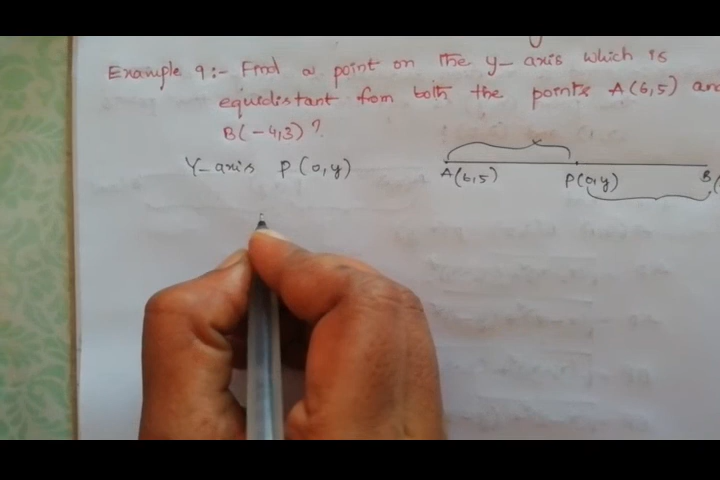 Example 9:- Find a point on the y-axis which is
equidistant fom both the points A(6,5) and
B(-4,3)?
Y-axis P(0,y)
A(6,5) P(0,y) B(